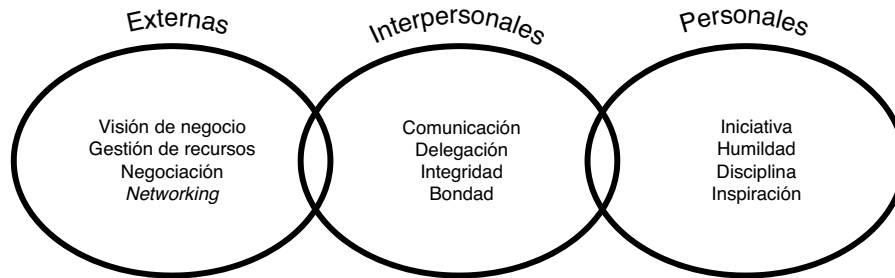 Externas
Interpersonales
Personales
Visión de negocio
Gestión de recursos
Negociación
Networking
Comunicación
Delegación
Integridad
Bondad
Iniciativa
Humildad
Disciplina
Inspiración